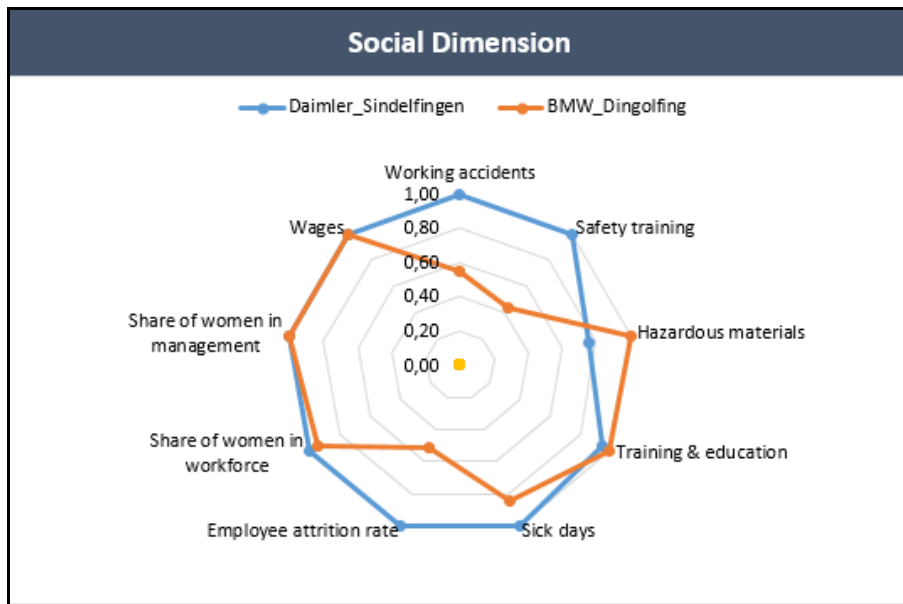 Social Dimension
Daimler_Sindelfingen
BMW_Dingolfing
Working accidents
1,00
Safety training
Wages
0,80
0,60
0,40
Share of women in
management
Hazardous materials
0,20
0,00
Share of women in
workforce
Training & education
Employee attrition rate
Sick days